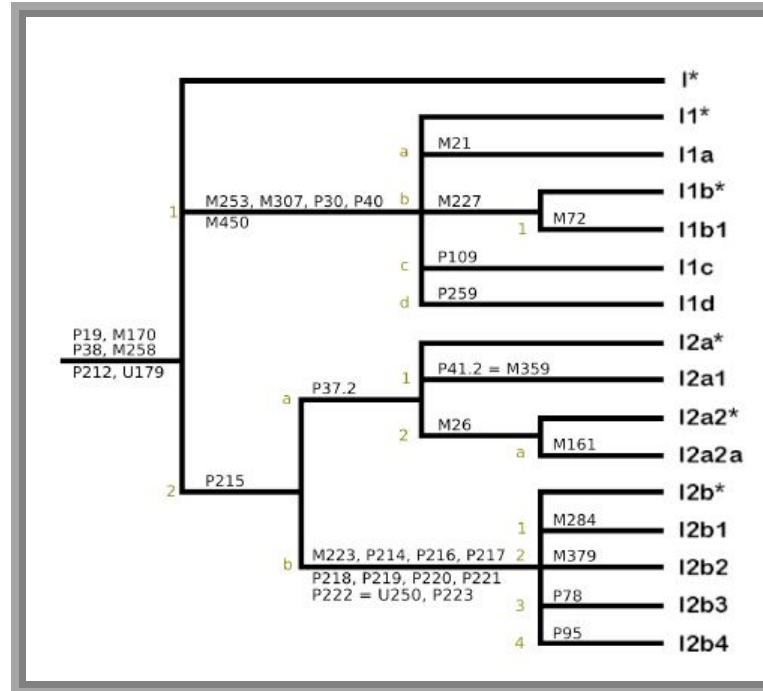 I*
I1*
a
M21
I1a
M253, M307, P30, P40
b
M227
I1b*
1
M450
1
M72
I1b1
c
P109
I1c
d
P259
I1d
P19, M170
P38, M258
P212, U179
I2a*
1
P41.2 = M359
I2a1
a
P37.2
2
M26
I2a2*
a
M161
I2a2a
2
P215
I2b*
1
M284
I2b1
b
M223, P214, P216, P217
2
M379
I2b2
P218, P219, P220, P221
P222 = U250, P223
3
P78
I2b3
4
P95
I2b4